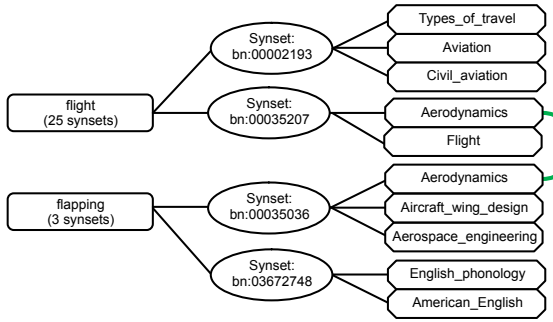 flight
(25 synsets)
Synset:
bn:00002193
Types_of_travel
Aviation
Civil_aviation
Synset:
bn:00035207
Aerodynamics
Flight
flapping
(3 synsets)
Synset:
bn:00035036
Aerodynamics
Aircraft_wing_design
Aerospace_engineering
Synset:
bn:03672748
English_phonology
American_English